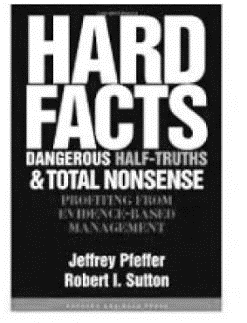 HARD
FACTS
DANGEROUS HALF-TRUTHS
& TOTAL NONSENSE
PROFITING FROM
EVIDENCE-BASED
MANAGEMENT
Jeffrey Pfeffer
Robert I. Sutton